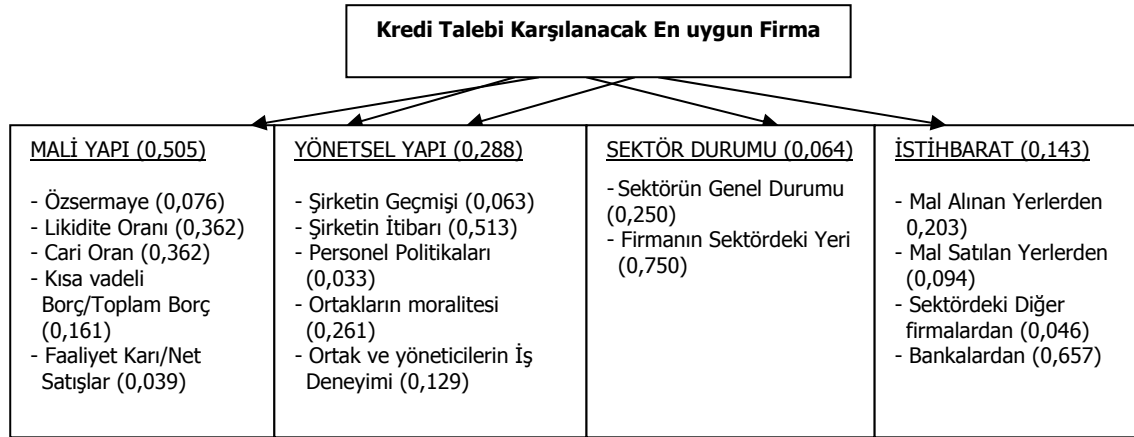 Kredi Talebi Karşılanacak En uygun Firma
MALİ YAPI (0,505)
- Özsermaye (0,076)
- Likidite Oranı (0,362)
- Cari Oran (0,362)
- Kısa vadeli
Borç/Toplam Borç
(0,161)
- Faaliyet Karı/Net
Satışlar (0,039)
YÖNETSEL YAPI (0,288)
- Şirketin Geçmişi (0,063)
- Şirketin İtibarı (0,513)
- Personel Politikaları
(0,033)
- Ortakların moralitesi
(0,261)
- Ortak ve yöneticilerin İş
Deneyimi (0,129)
SEKTÖR DURUMU (0,064)
- Sektörün Genel Durumu
(0,250)
- Firmanın Sektördeki Yeri
(0,750)
İSTİHBARAT (0,143)
- Mal Alınan Yerlerden
0,203)
- Mal Satılan Yerlerden
(0,094)
- Sektördeki Diğer
firmalardan (0,046)
- Bankalardan (0,657)